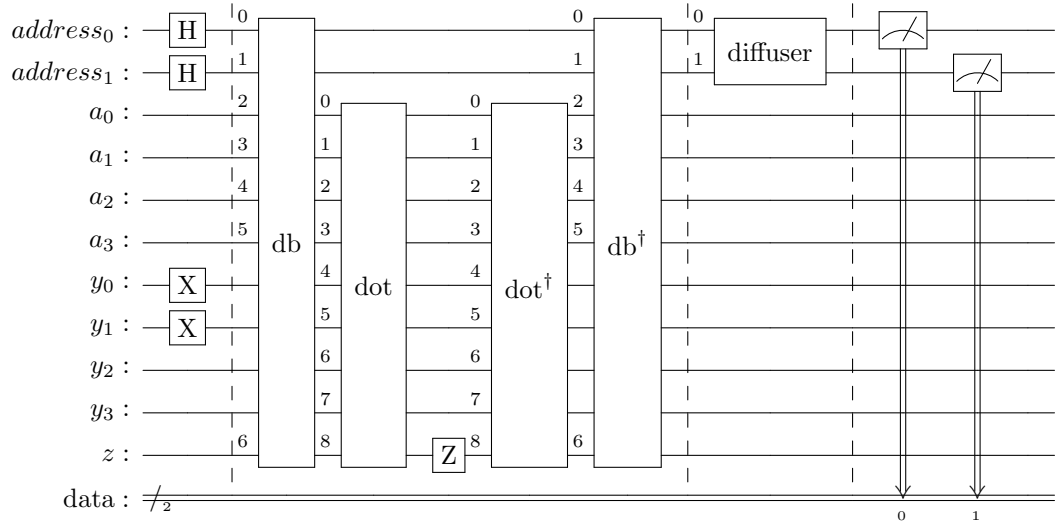 address₀ : H 0 0 0
address₁ : H 1 1 1 diffuser
a₀ : 2 0 0 2
a₁ : 3 1 1 3
a₂ : 4 2 2 4
a₃ : 5 db 3 3 5 db†
y₀ : X 4 dot 4 dot†
y₁ : X 5 5
y₂ : 6 6
y₃ : 7 7
z : 6 8 Z 8 6
data : 2 0 1